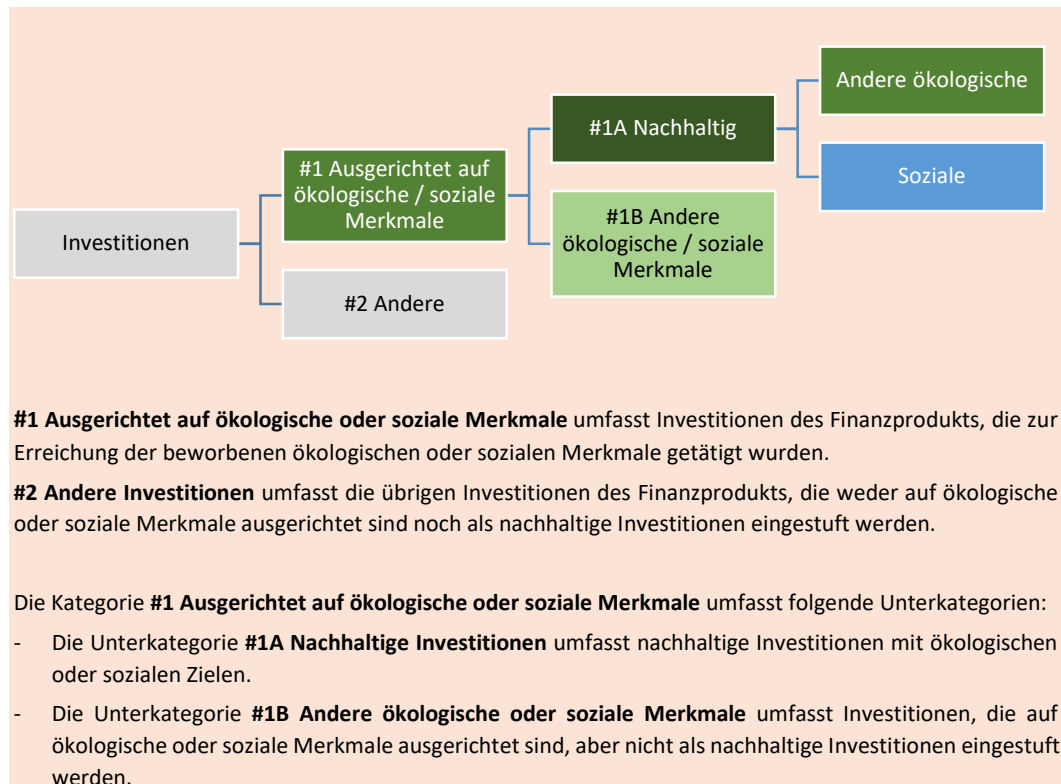 Investitionen
#1 Ausgerichtet auf
ökologische / soziale
Merkmale
#2 Andere
#1A Nachhaltig
#1B Andere
ökologische / soziale
Merkmale
Andere ökologische
Soziale
#1 Ausgerichtet auf ökologische oder soziale Merkmale umfasst Investitionen des Finanzprodukts, die zur
Erreichung der beworbenen ökologischen oder sozialen Merkmale getätigt wurden.
#2 Andere Investitionen umfasst die übrigen Investitionen des Finanzprodukts, die weder auf ökologische
oder soziale Merkmale ausgerichtet sind noch als nachhaltige Investitionen eingestuft werden.
Die Kategorie #1 Ausgerichtet auf ökologische oder soziale Merkmale umfasst folgende Unterkategorien:
- Die Unterkategorie #1A Nachhaltige Investitionen umfasst nachhaltige Investitionen mit ökologischen
oder sozialen Zielen.
- Die Unterkategorie #1B Andere ökologische oder soziale Merkmale umfasst Investitionen, die auf
ökologische oder soziale Merkmale ausgerichtet sind, aber nicht als nachhaltige Investitionen eingestuft
werden.